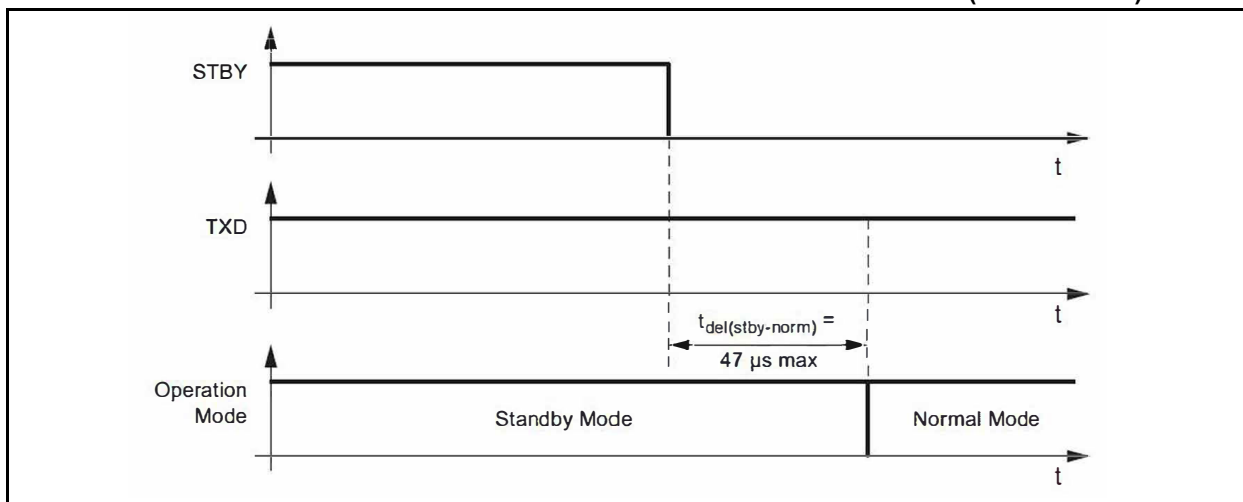 STBY
t
TXD
t
t_del(stby-norm) =
47 µs max
Operation
Mode
Standby Mode
Normal Mode
t